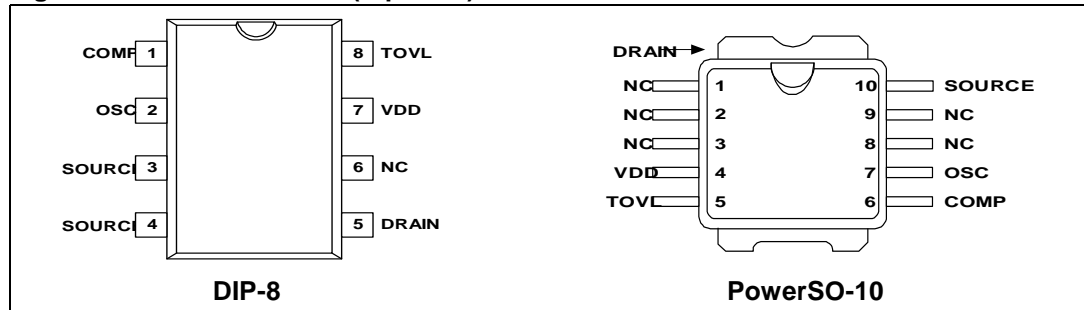 COMP 1 8 TOVL
OSC 2 7 VDD
SOURCE 3 6 NC
SOURCE 4 5 DRAIN
DIP-8
DRAIN
NC 1 10 SOURCE
NC 2 9 NC
NC 3 8 NC
VDD 4 7 OSC
TOVL 5 6 COMP
PowerSO-10